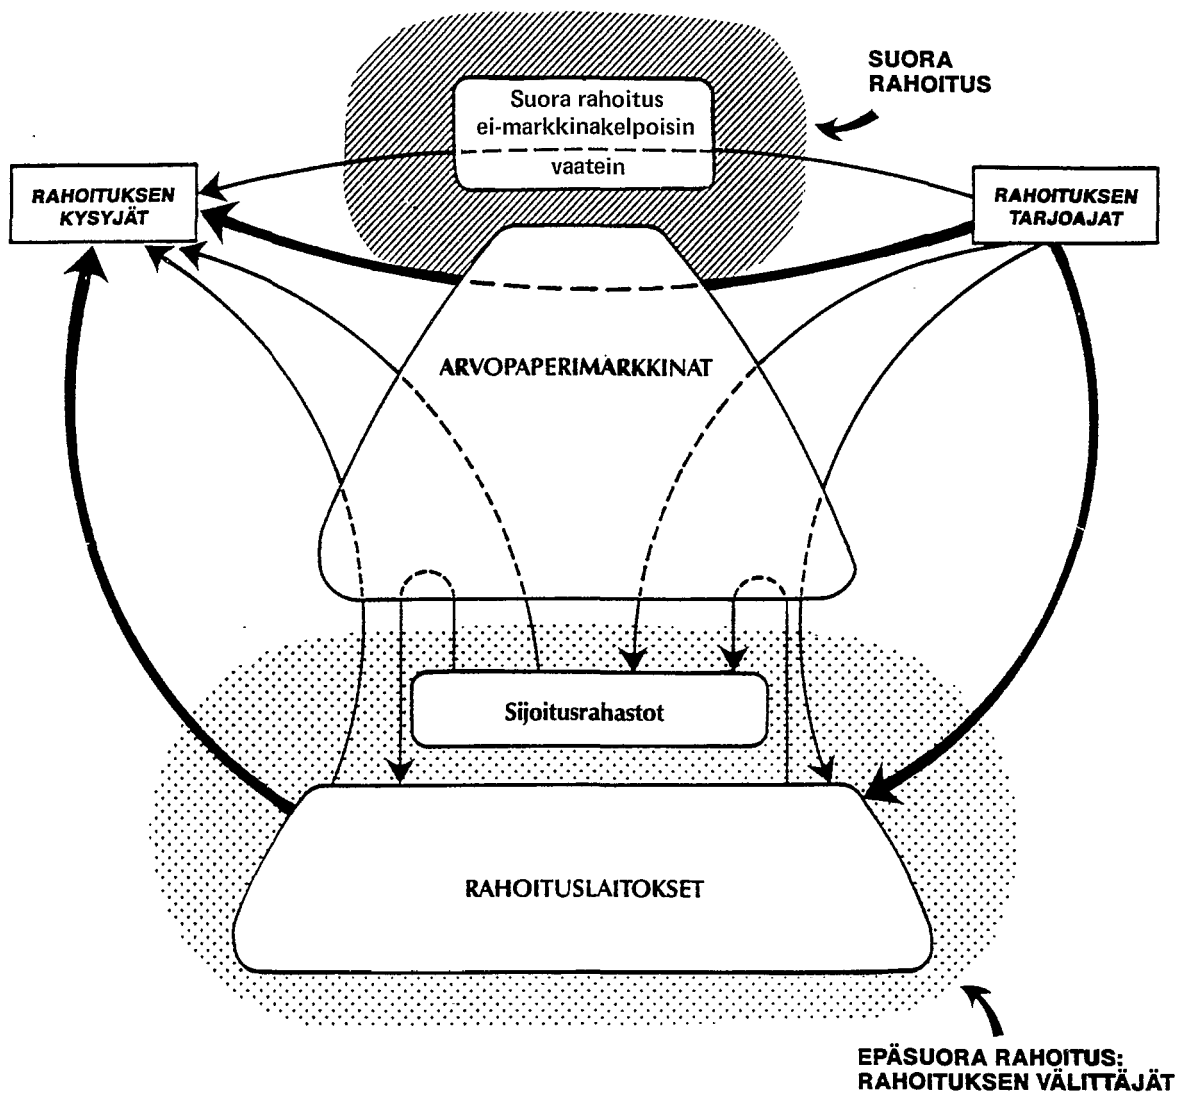 SUORA
RAHOITUS
Suora rahoitus
ei-markkinakelpoisin
vaatein
RAHOITUKSEN
KYSYJÄT
RAHOITUKSEN
TARJOAJAT
ARVOPAPERIMARKKINAT
Sijoitusrahastot
RAHOITUSLAITOKSET
EPÄSUORA RAHOITUS:
RAHOITUKSEN VÄLITTÄJÄT